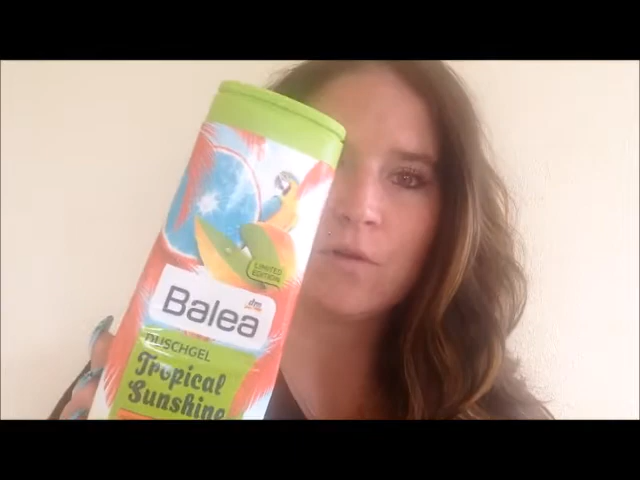 LIMITED
EDITION
dm
Balea
DUSCHGEL
Tropical
Sunshine